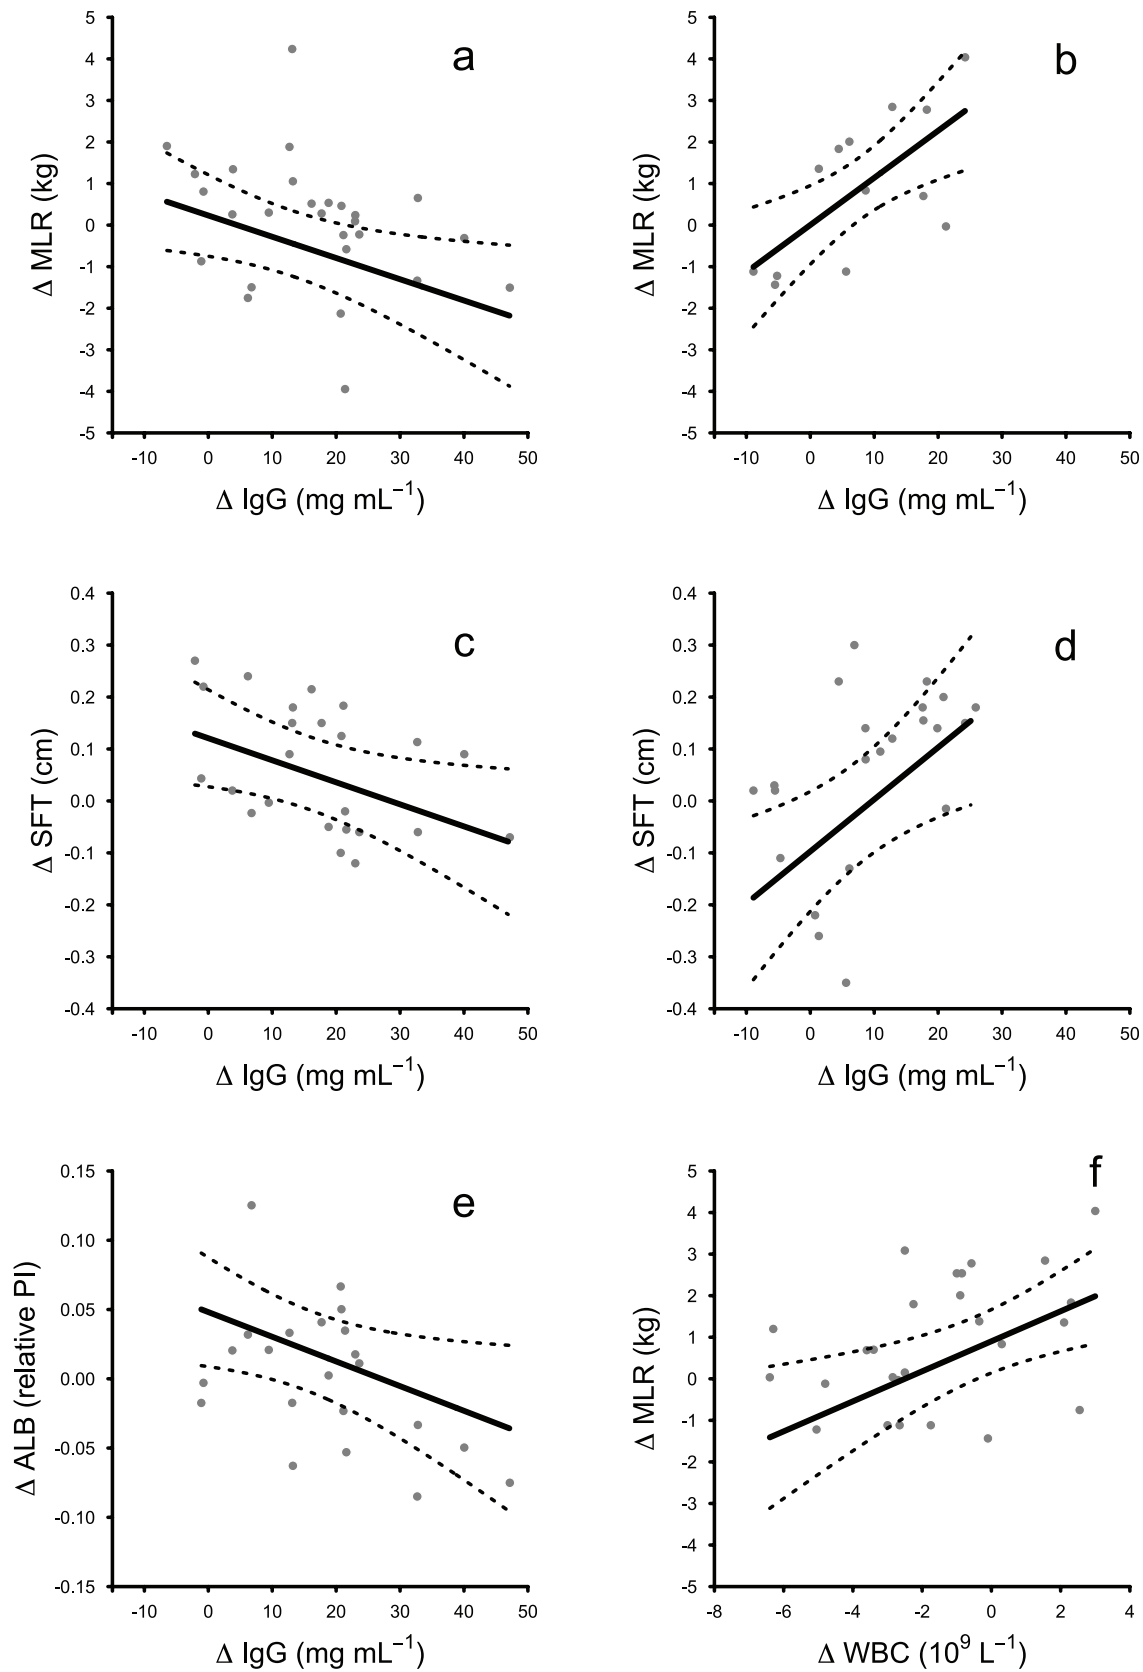 5
4
3
2
1
0
-1
-2
-3
-4
-5
Δ MLR (kg)
a
-10 0 10 20 30 40 50
Δ IgG (mg mL⁻¹)
5
4
3
2
1
0
-1
-2
-3
-4
-5
Δ MLR (kg)
b
-10 0 10 20 30 40 50
Δ IgG (mg mL⁻¹)
0.4
0.3
0.2
0.1
0.0
-0.1
-0.2
-0.3
-0.4
Δ SFT (cm)
c
-10 0 10 20 30 40 50
Δ IgG (mg mL⁻¹)
0.4
0.3
0.2
0.1
0.0
-0.1
-0.2
-0.3
-0.4
Δ SFT (cm)
d
-10 0 10 20 30 40 50
Δ IgG (mg mL⁻¹)
0.15
0.10
0.05
0.00
-0.05
-0.10
-0.15
Δ ALB (relative PI)
e
-10 0 10 20 30 40 50
Δ IgG (mg mL⁻¹)
5
4
3
2
1
0
-1
-2
-3
-4
-5
Δ MLR (kg)
f
-8 -6 -4 -2 0 2 4
Δ WBC (10⁹ L⁻¹)